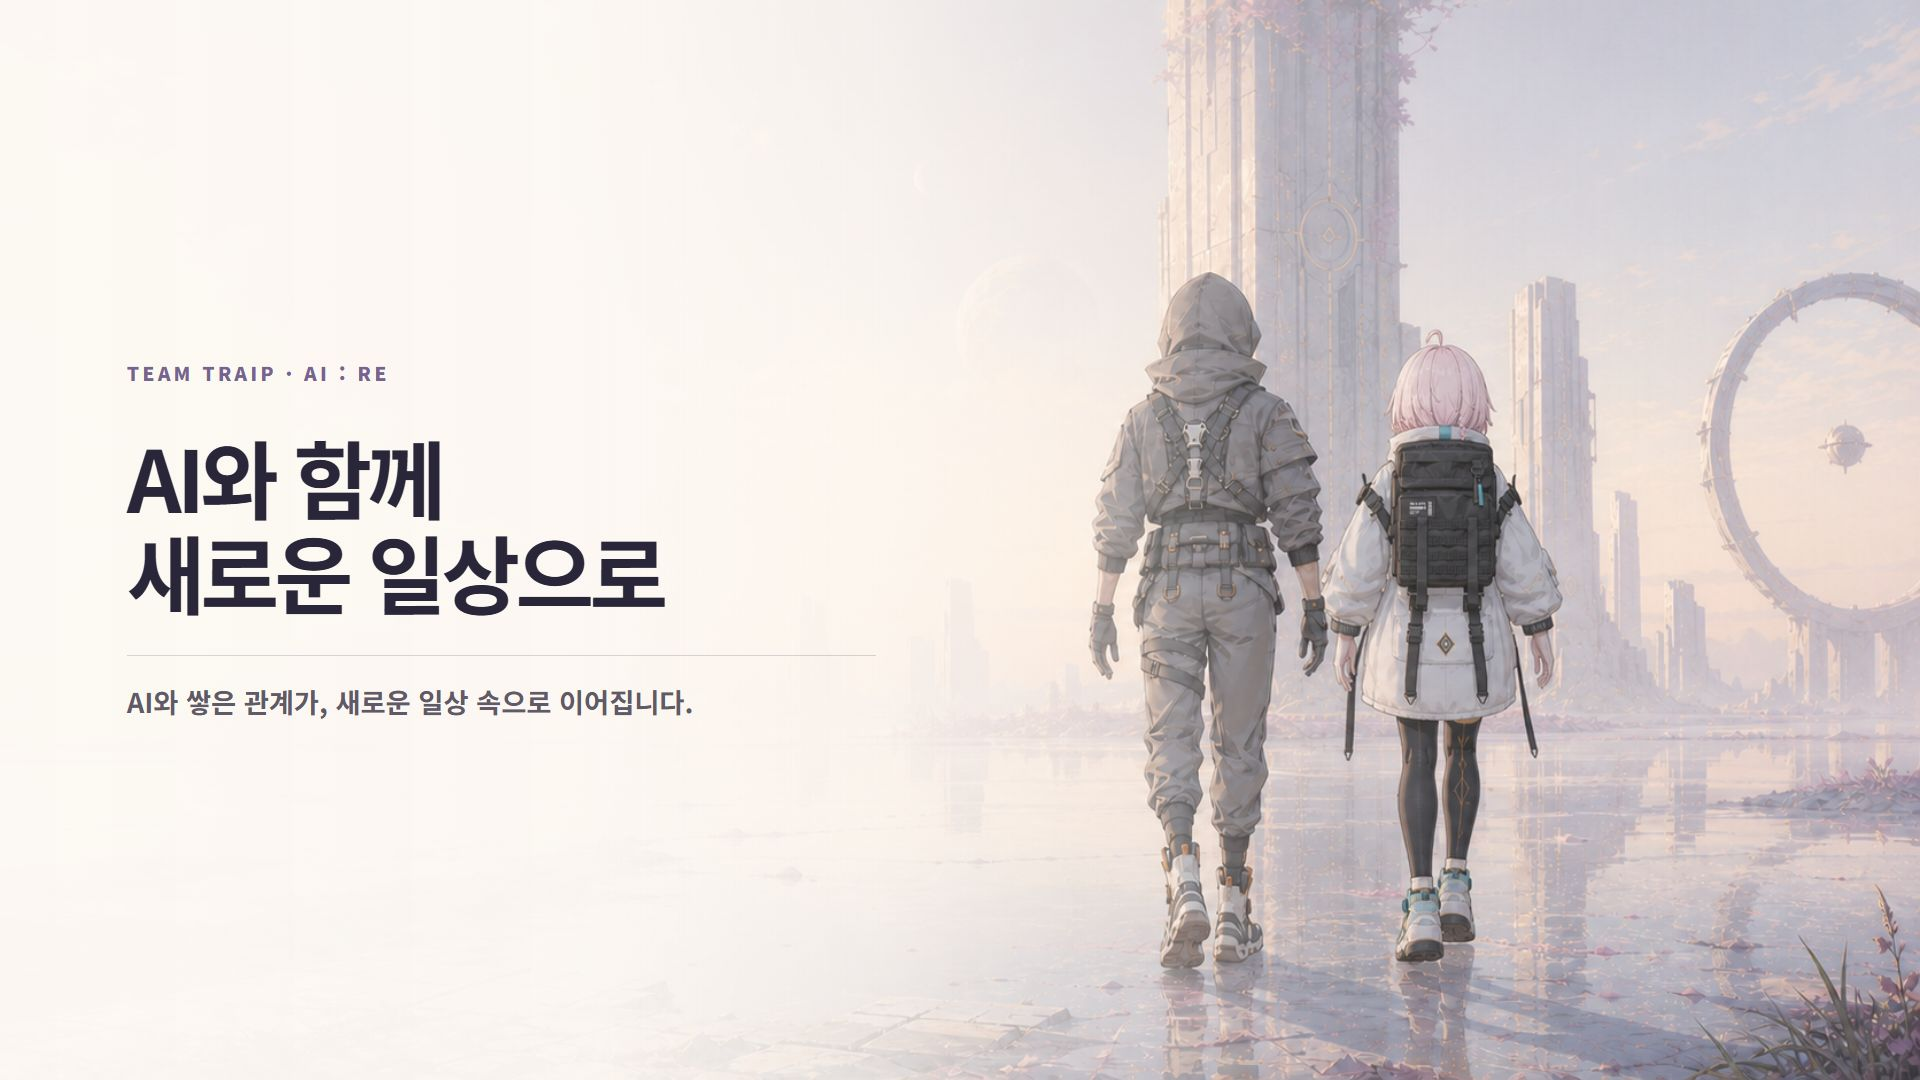 TEAM TRAIP · AI : RE
AI와 함께
새로운 일상으로
AI와 쌓은 관계가, 새로운 일상 속으로 이어집니다.